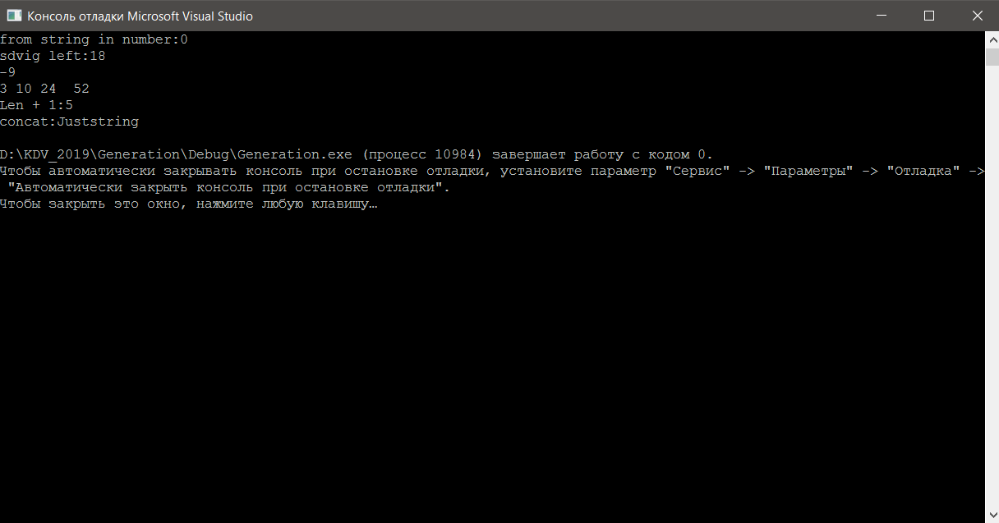 Консоль отладки Microsoft Visual Studio
from string in number:0
sdvig left:18
-9
3 10 24  52
Len + 1:5
concat:Juststring
D:\KDV_2019\Generation\Debug\Generation.exe (процесс 10984) завершает работу с кодом 0.
Чтобы автоматически закрывать консоль при остановке отладки, установите параметр "Сервис" -> "Параметры" -> "Отладка" ->
"Автоматически закрыть консоль при остановке отладки".
Чтобы закрыть это окно, нажмите любую клавишу…